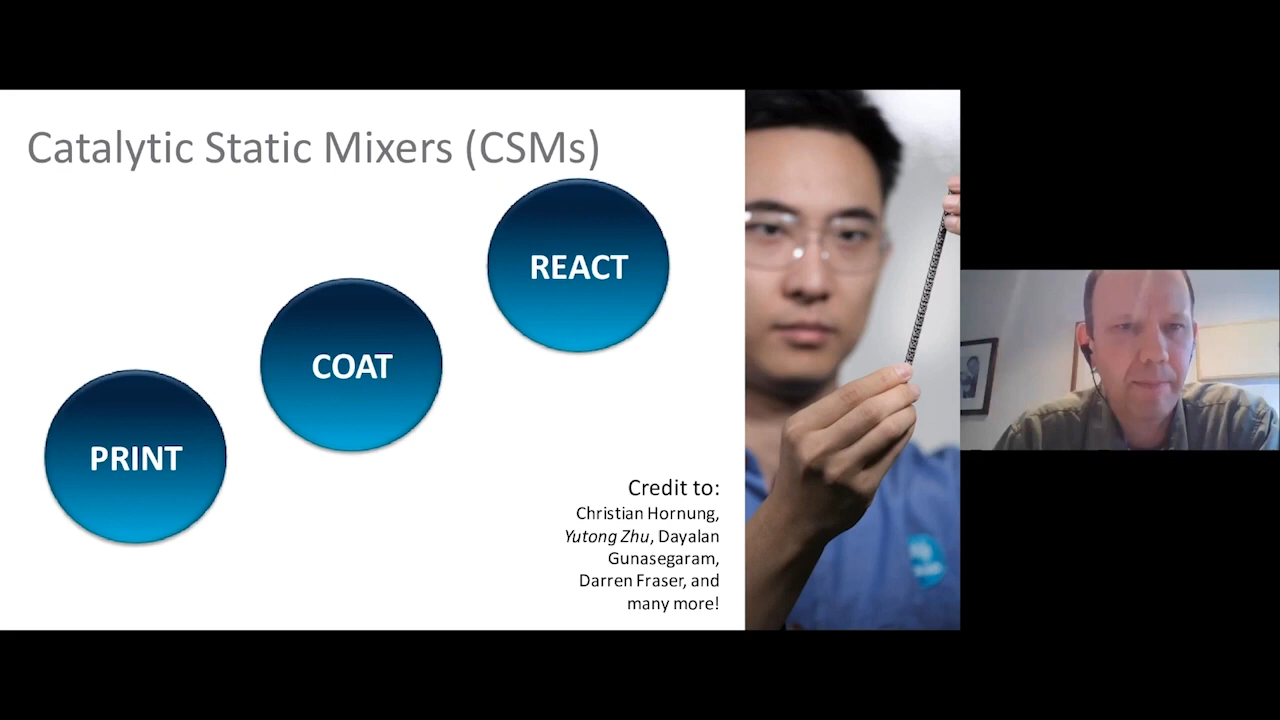 Catalytic Static Mixers (CSMs)
REACT
COAT
PRINT
Credit to:
Christian Hornung,
Yutong Zhu, Dayalan
Gunasegaram,
Darren Fraser, and
many more!